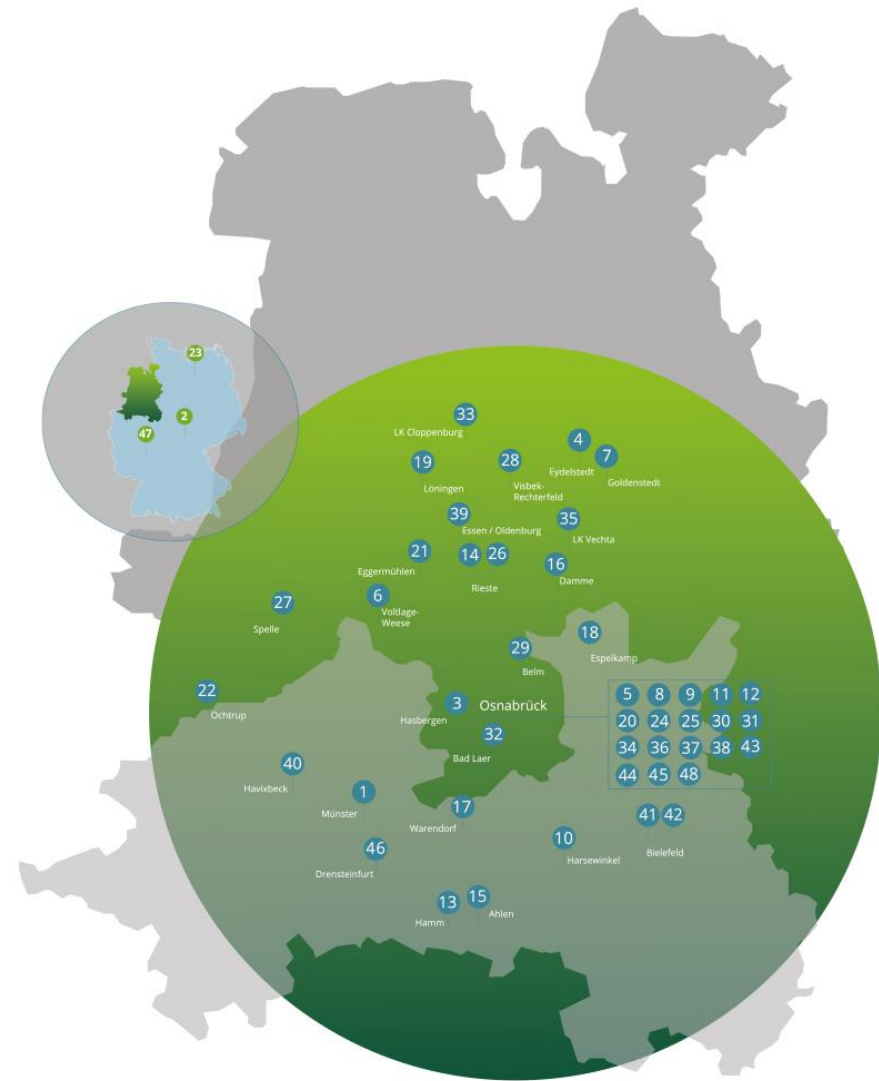 23
2
47
33
LK Cloppenburg
4
Eydelstedt
7
Goldenstedt
19
Löningen
28
Visbek-
Rechterfeld
39
Essen / Oldenburg
35
LK Vechta
21
Eggermühlen
14 26
Rieste
16
Damme
6
Voltlage-
Weese
27
Spelle
18
Espelkamp
29
Belm
22
Ochtrup
3
Hasbergen
Osnabrück
32
Bad Laer
5 8 9 11 12
20 24 25 30 31
34 36 37 38 43
44 45 48
40
Havixbeck
1
Münster
17
Warendorf
41 42
Bielefeld
10
Harsewinkel
46
Drensteinfurt
13
Hamm
15
Ahlen